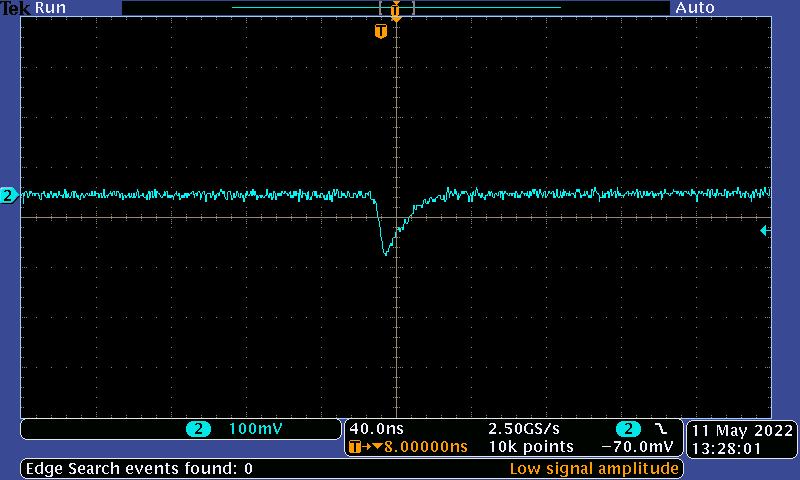 Tek Run Auto
T
T
2
2 100mV 40.0ns 2.50GS/s 2
T 8.00000ns 10k points −70.0mV
11 May 2022
13:28:01
Edge Search events found: 0 Low signal amplitude